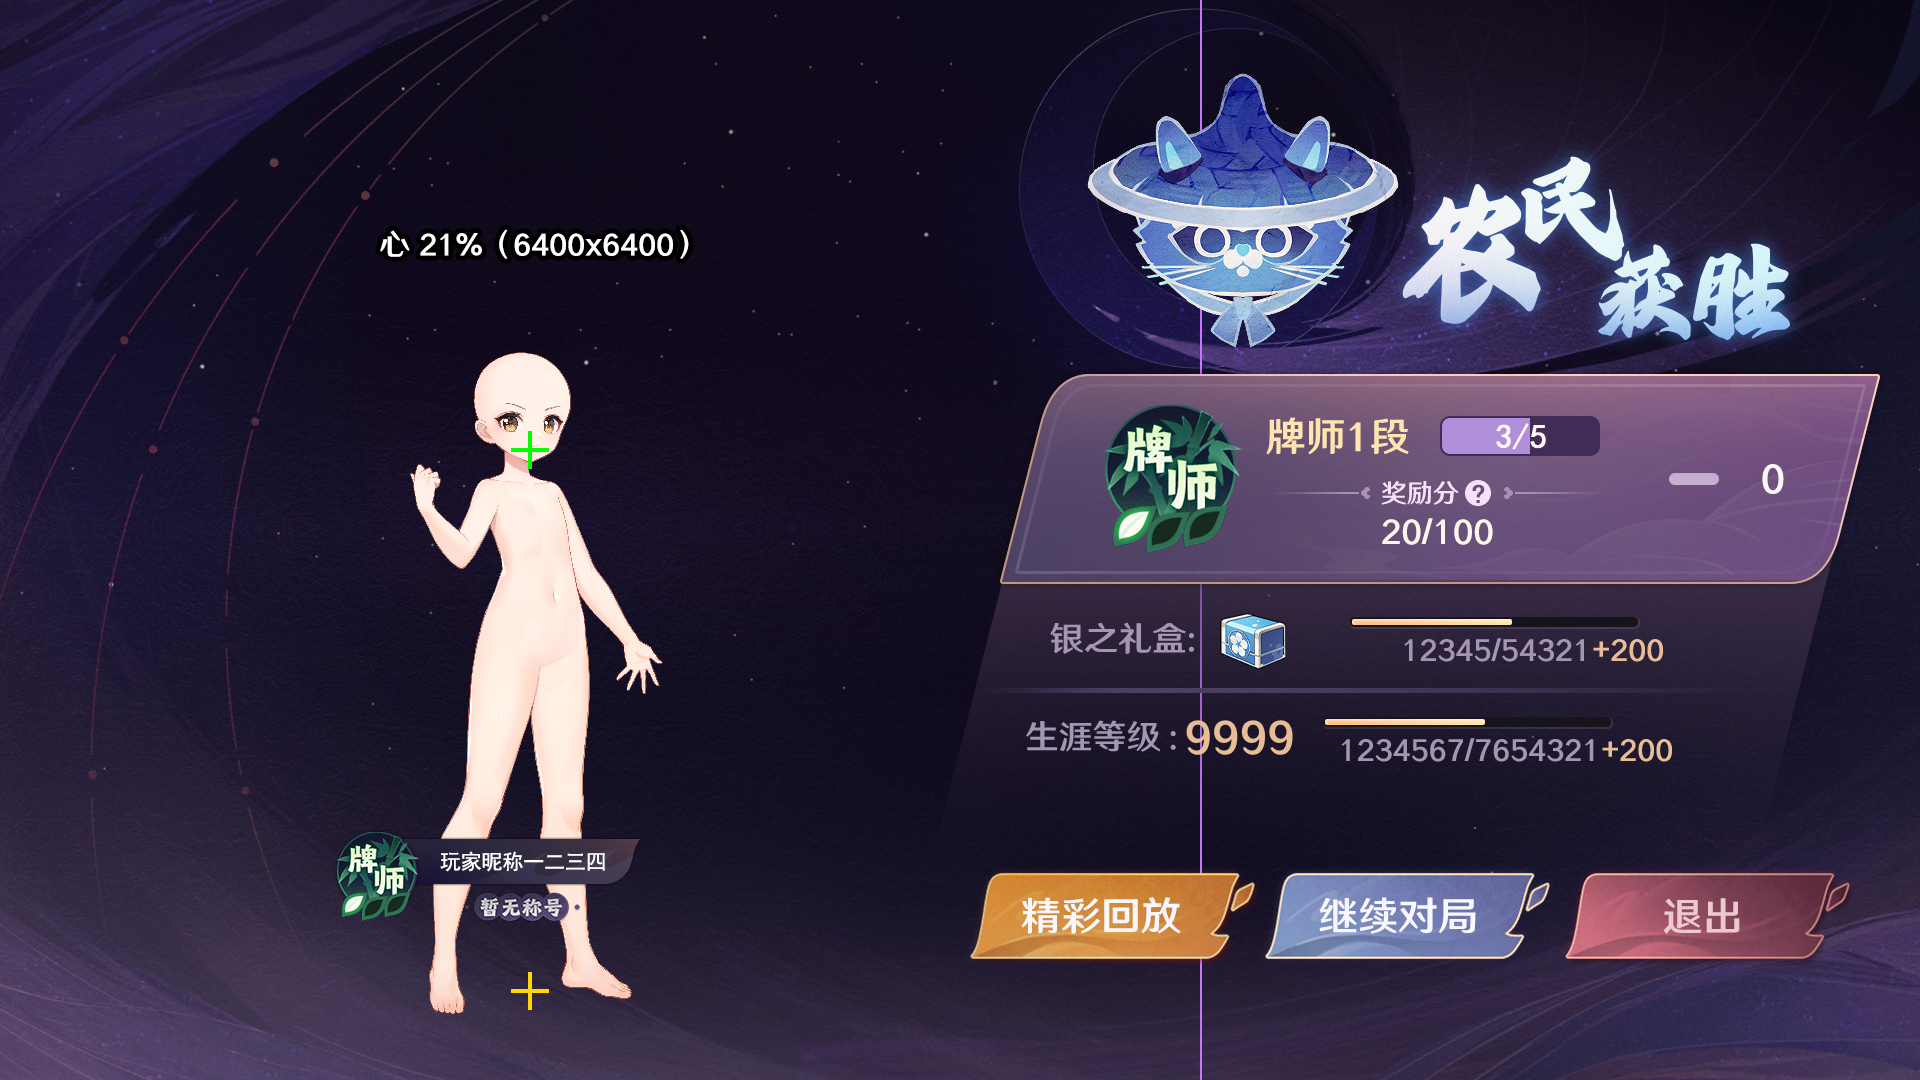 心 21%（6400x6400）
农民
获胜
牌师
牌师1段 3/5
奖励分 ?
20/100
0
银之礼盒:
12345/54321+200
生涯等级: 9999
1234567/7654321+200
牌师
玩家昵称一二三四
暂无称号
精彩回放
继续对局
退出